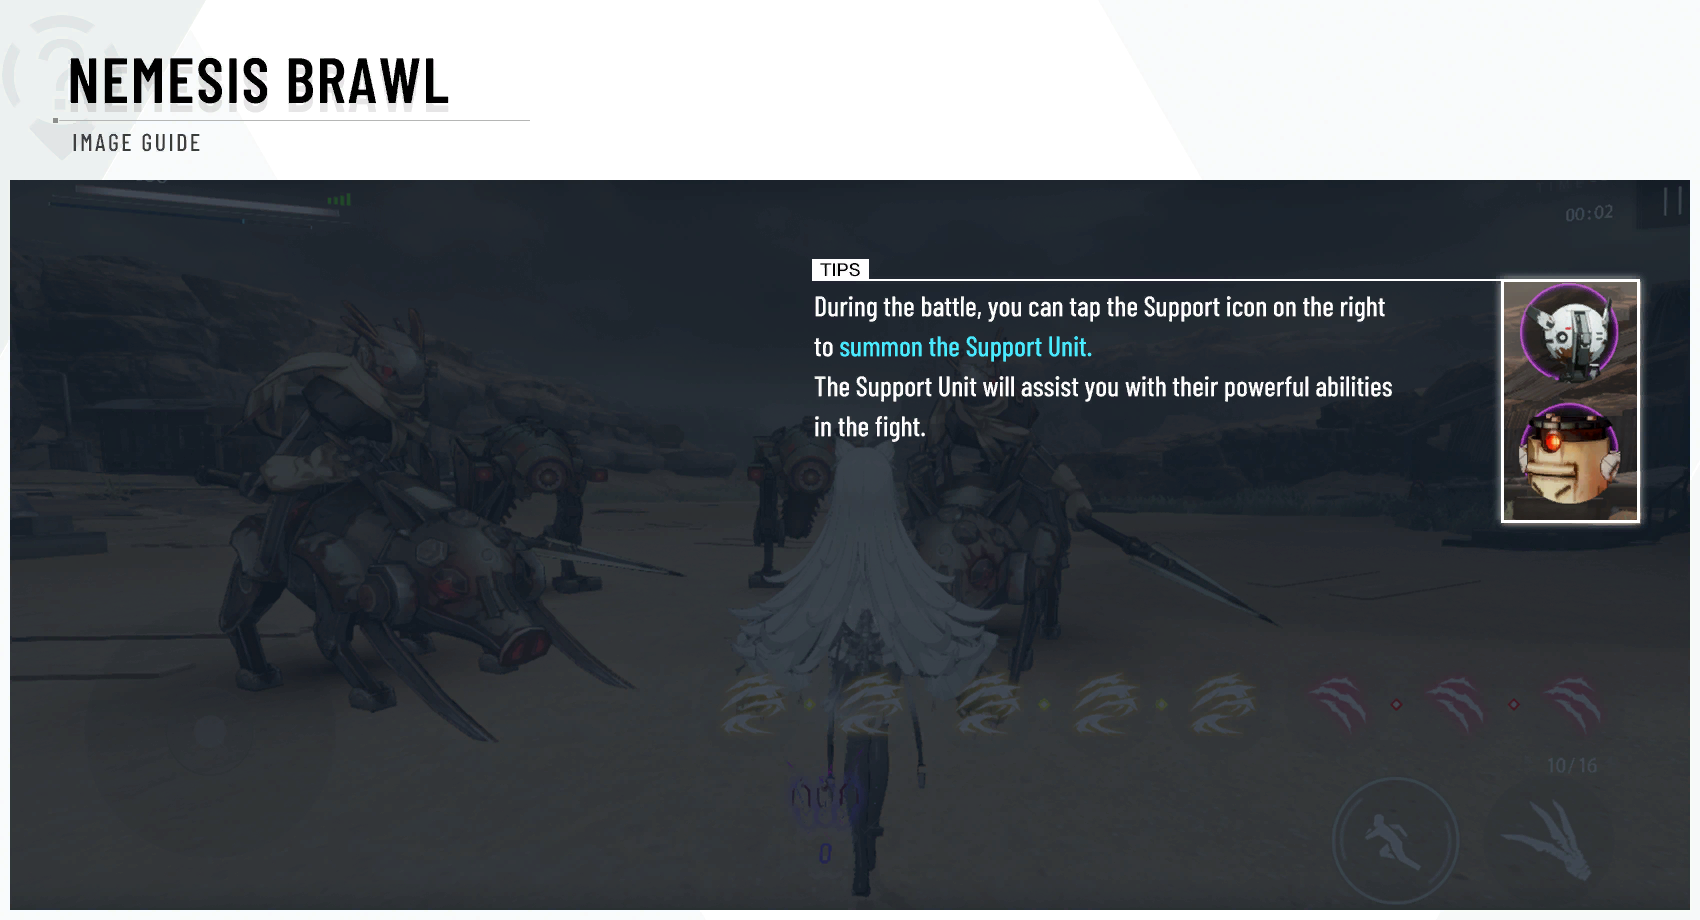 NEMESIS BRAWL
IMAGE GUIDE
00:02
TIPS
During the battle, you can tap the Support icon on the right
to summon the Support Unit.
The Support Unit will assist you with their powerful abilities
in the fight.
10/16
0